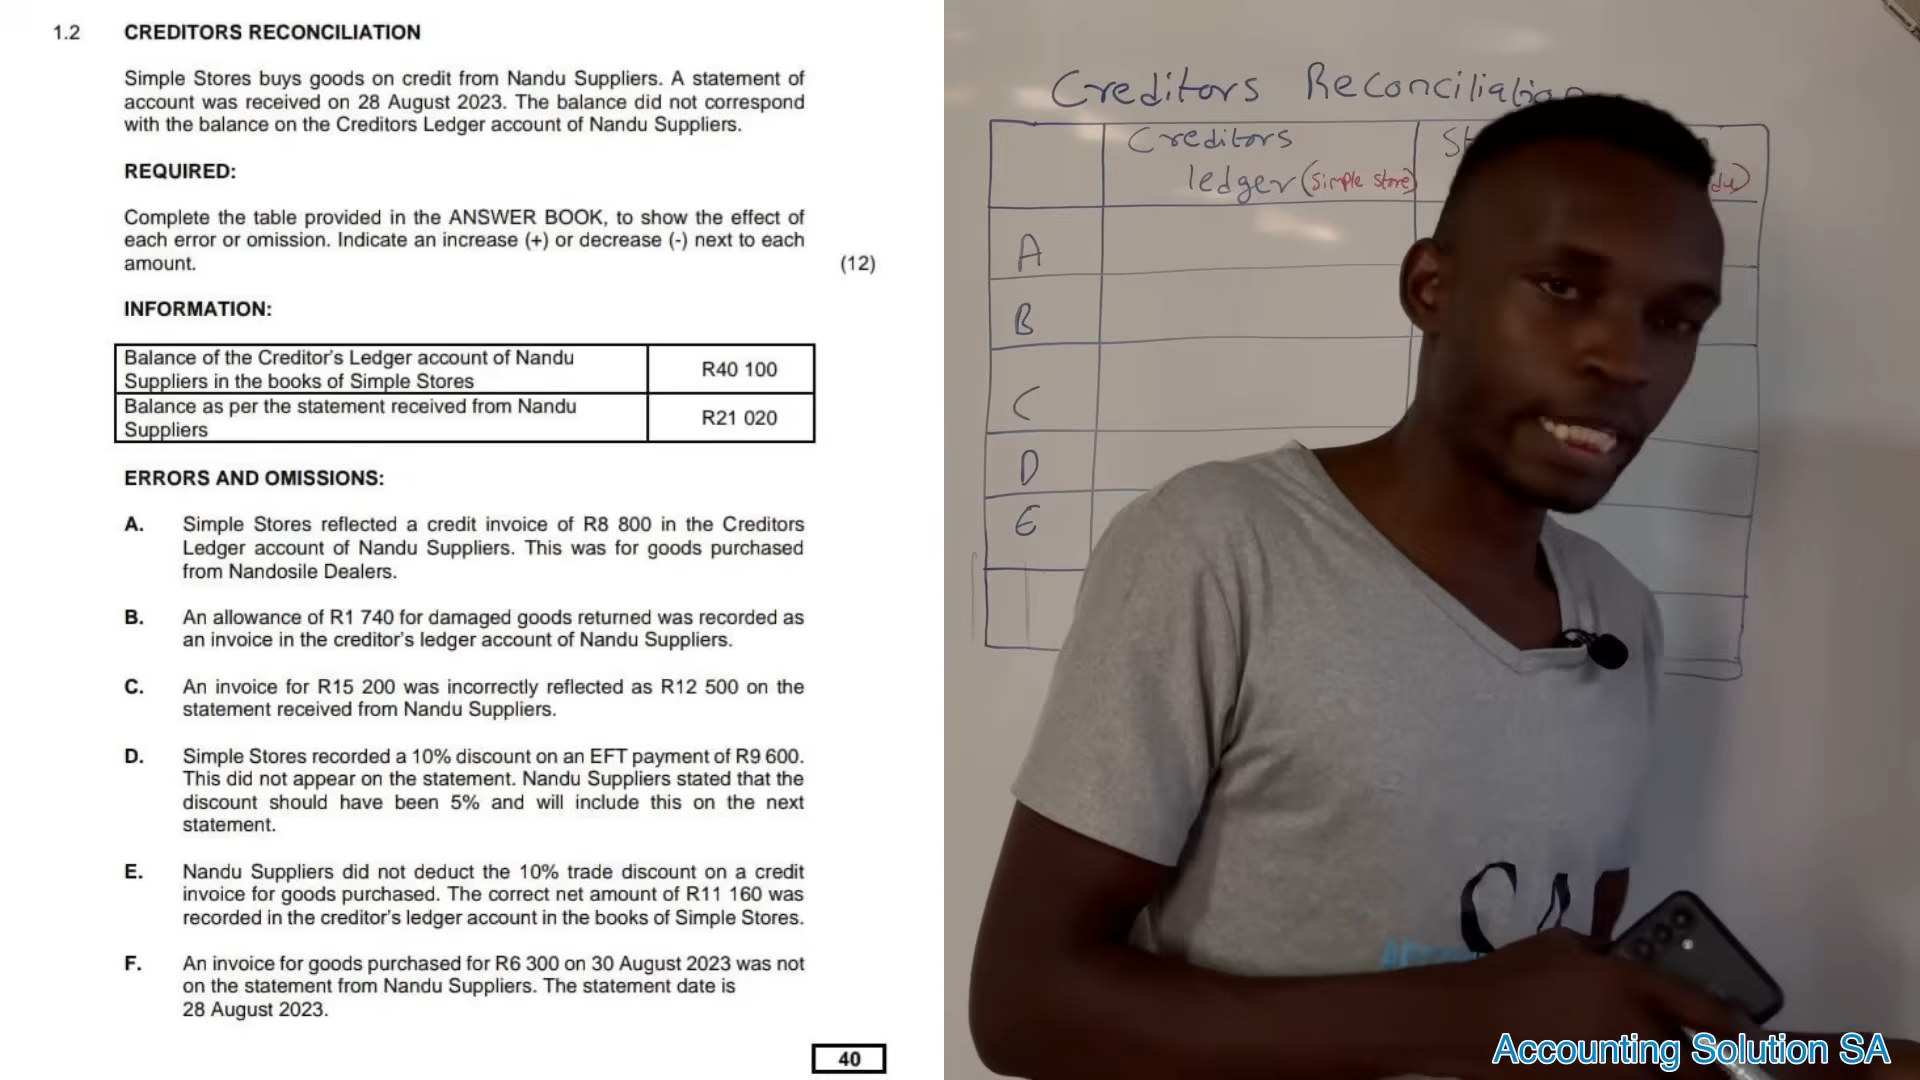 1.2 CREDITORS RECONCILIATION
Simple Stores buys goods on credit from Nandu Suppliers. A statement of
account was received on 28 August 2023. The balance did not correspond
with the balance on the Creditors Ledger account of Nandu Suppliers.
REQUIRED:
Complete the table provided in the ANSWER BOOK, to show the effect of
each error or omission. Indicate an increase (+) or decrease (-) next to each
amount. (12)
INFORMATION:
Balance of the Creditor's Ledger account of Nandu
Suppliers in the books of Simple Stores
R40 100
Balance as per the statement received from Nandu
Suppliers
R21 020
ERRORS AND OMISSIONS:
A. Simple Stores reflected a credit invoice of R8 800 in the Creditors
Ledger account of Nandu Suppliers. This was for goods purchased
from Nandosile Dealers.
B. An allowance of R1 740 for damaged goods returned was recorded as
an invoice in the creditor's ledger account of Nandu Suppliers.
C. An invoice for R15 200 was incorrectly reflected as R12 500 on the
statement received from Nandu Suppliers.
D. Simple Stores recorded a 10% discount on an EFT payment of R9 600.
This did not appear on the statement. Nandu Suppliers stated that the
discount should have been 5% and will include this on the next
statement.
E. Nandu Suppliers did not deduct the 10% trade discount on a credit
invoice for goods purchased. The correct net amount of R11 160 was
recorded in the creditor's ledger account in the books of Simple Stores.
F. An invoice for goods purchased for R6 300 on 30 August 2023 was not
on the statement from Nandu Suppliers. The statement date is
28 August 2023.
40
Creditors Reconciliation
Creditors
ledger (Simple store)
A
B
C
D
E
Accounting Solution SA